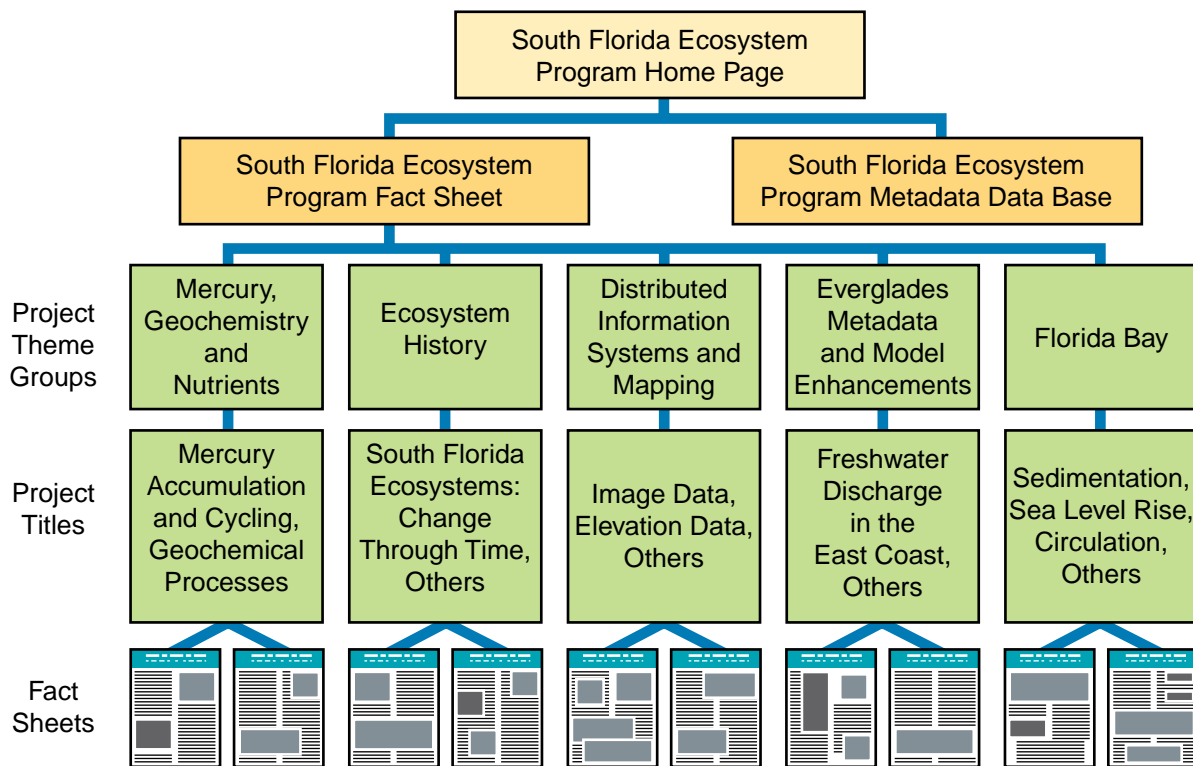 South Florida Ecosystem
Program Home Page
South Florida Ecosystem
Program Fact Sheet
South Florida Ecosystem
Program Metadata Data Base
Project
Theme
Groups
Mercury,
Geochemistry
and
Nutrients
Ecosystem
History
Distributed
Information
Systems and
Mapping
Everglades
Metadata
and Model
Enhancements
Florida Bay
Project
Titles
Mercury
Accumulation
and Cycling,
Geochemical
Processes
South Florida
Ecosystems:
Change
Through Time,
Others
Image Data,
Elevation Data,
Others
Freshwater
Discharge
in the
East Coast,
Others
Sedimentation,
Sea Level Rise,
Circulation,
Others
Fact
Sheets